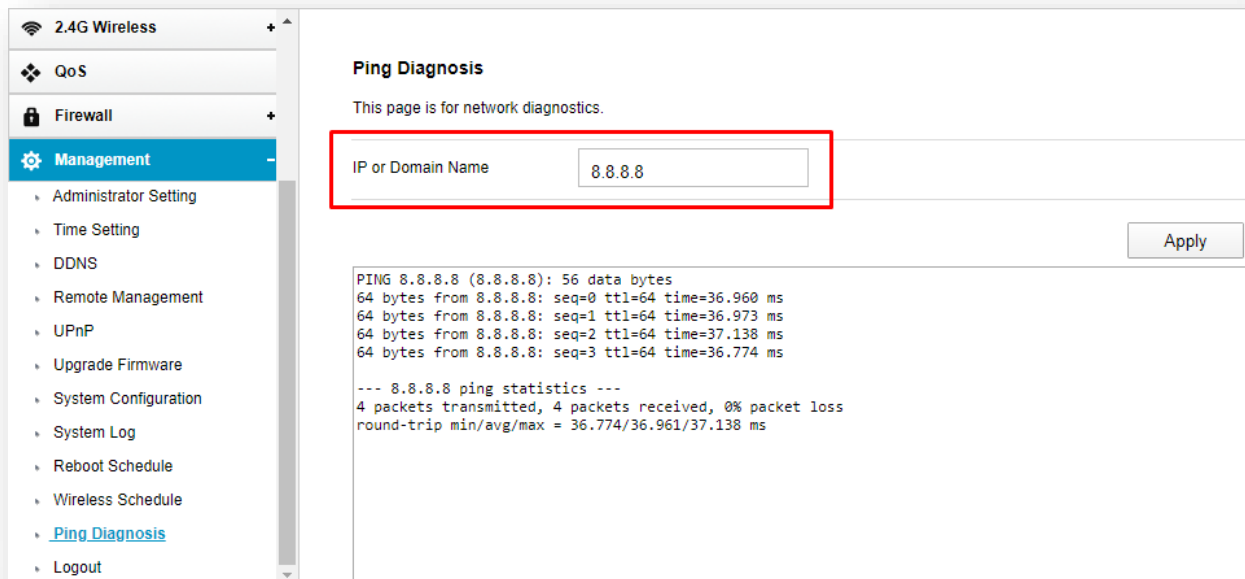 2.4G Wireless +
QoS
Firewall +
Management -
Administrator Setting
Time Setting
DDNS
Remote Management
UPnP
Upgrade Firmware
System Configuration
System Log
Reboot Schedule
Wireless Schedule
Ping Diagnosis
Logout
Ping Diagnosis
This page is for network diagnostics.
IP or Domain Name 8.8.8.8
Apply
PING 8.8.8.8 (8.8.8.8): 56 data bytes
64 bytes from 8.8.8.8: seq=0 ttl=64 time=36.960 ms
64 bytes from 8.8.8.8: seq=1 ttl=64 time=36.973 ms
64 bytes from 8.8.8.8: seq=2 ttl=64 time=37.138 ms
64 bytes from 8.8.8.8: seq=3 ttl=64 time=36.774 ms
--- 8.8.8.8 ping statistics ---
4 packets transmitted, 4 packets received, 0% packet loss
round-trip min/avg/max = 36.774/36.961/37.138 ms